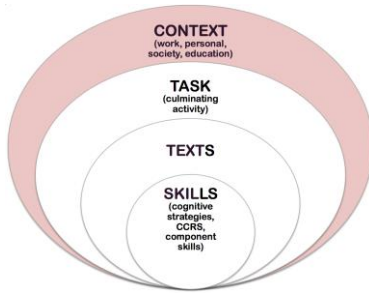 CONTEXT
(work, personal,
society, education)
TASK
(culminating
activity)
TEXTS
SKILLS
(cognitive
strategies,
CCRS,
component
skills)